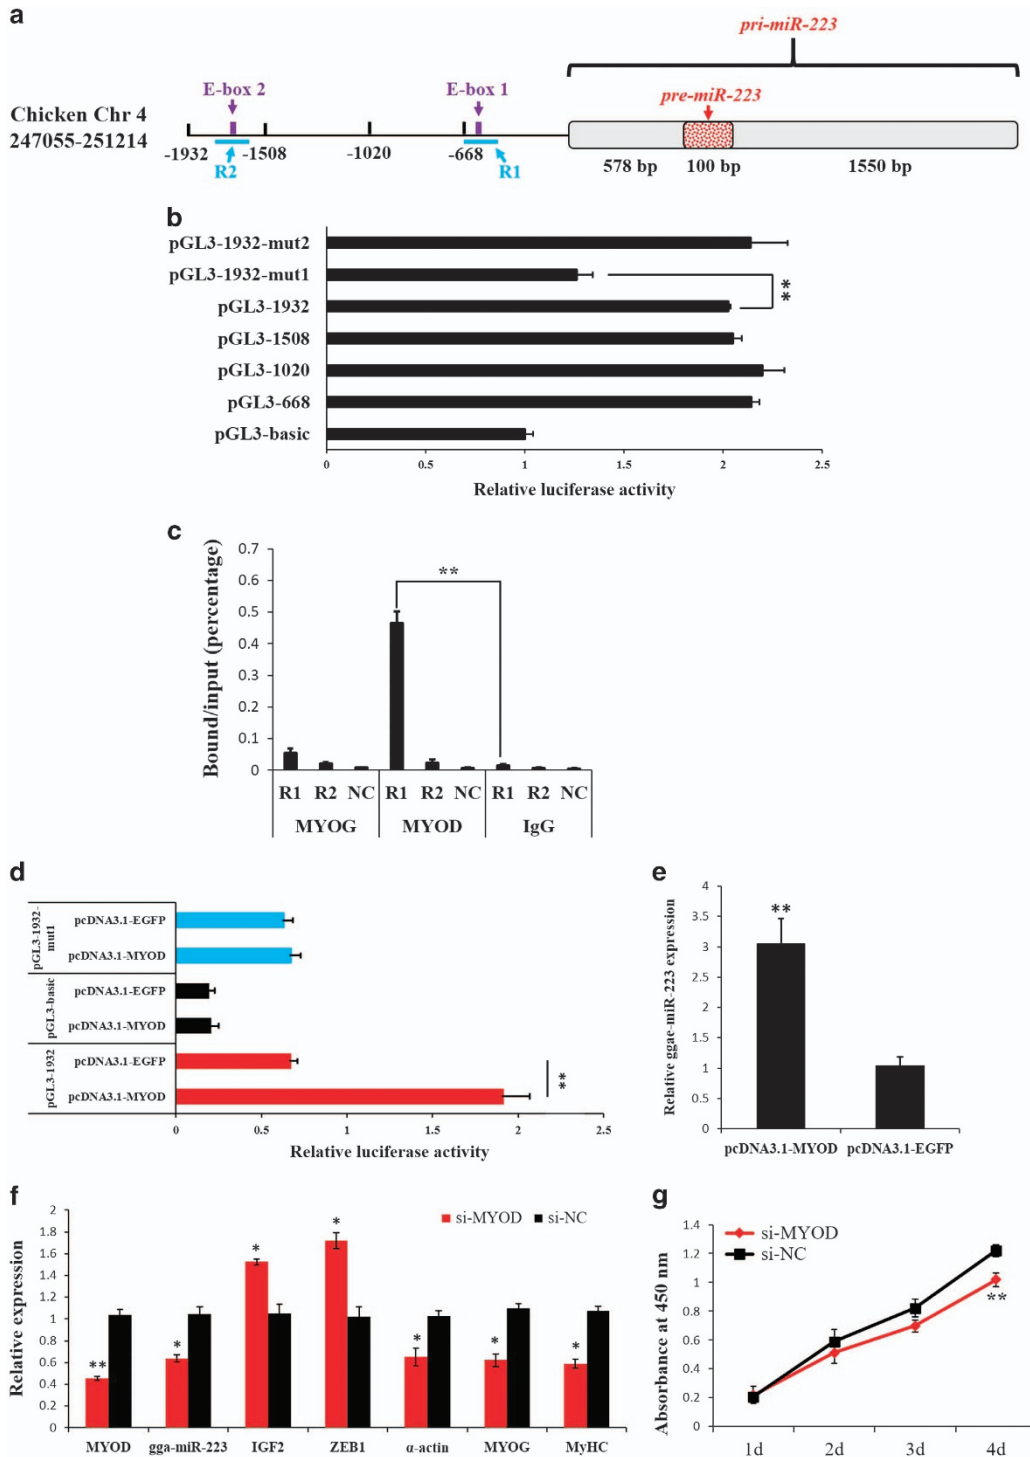 a
pri-miR-223
E-box 2
E-box 1
pre-miR-223
Chicken Chr 4
247055-251214
-1932
-1508
-1020
-668
R2
R1
578 bp
100 bp
1550 bp
b
pGL3-1932-mut2
pGL3-1932-mut1
pGL3-1932
pGL3-1508
pGL3-1020
pGL3-668
pGL3-basic
**
0 0.5 1 1.5 2 2.5
Relative luciferase activity
c
Bound/input (percentage)
0.7
0.6
0.5
0.4
0.3
0.2
0.1
0
**
R1 R2 NC R1 R2 NC R1 R2 NC
MYOG MYOD IgG
d
pGL3-1932-mut1
pcDNA3.1-EGFP
pcDNA3.1-MYOD
pGL3-basic
pcDNA3.1-EGFP
pcDNA3.1-MYOD
pGL3-1932
pcDNA3.1-EGFP
pcDNA3.1-MYOD
**
0 0.5 1 1.5 2 2.5
Relative luciferase activity
e
Relative ggae-miR-223 expression
4
3.5
3
2.5
2
1.5
1
0.5
0
**
pcDNA3.1-MYOD pcDNA3.1-EGFP
f
Relative expression
2
1.8
1.6
1.4
1.2
1
0.8
0.6
0.4
0.2
0
si-MYOD si-NC
** * * * * * *
MYOD gga-miR-223 IGF2 ZEB1 α-actin MYOG MyHC
g
Absorbance at 450 nm
1.4
1.2
1
0.8
0.6
0.4
0.2
0
si-MYOD
si-NC
**
1d 2d 3d 4d